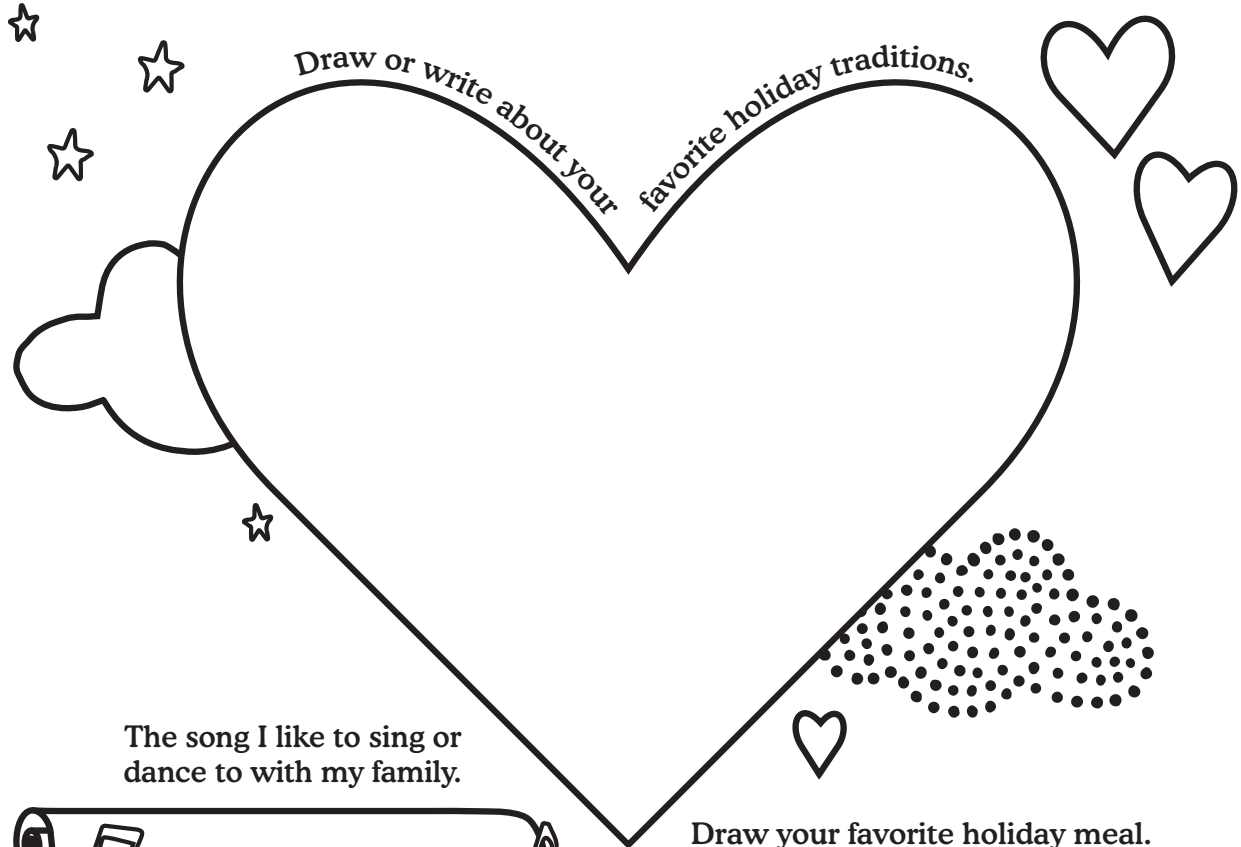 Draw or write about your favorite holiday traditions.
The song I like to sing or
dance to with my family.
Draw your favorite holiday meal.